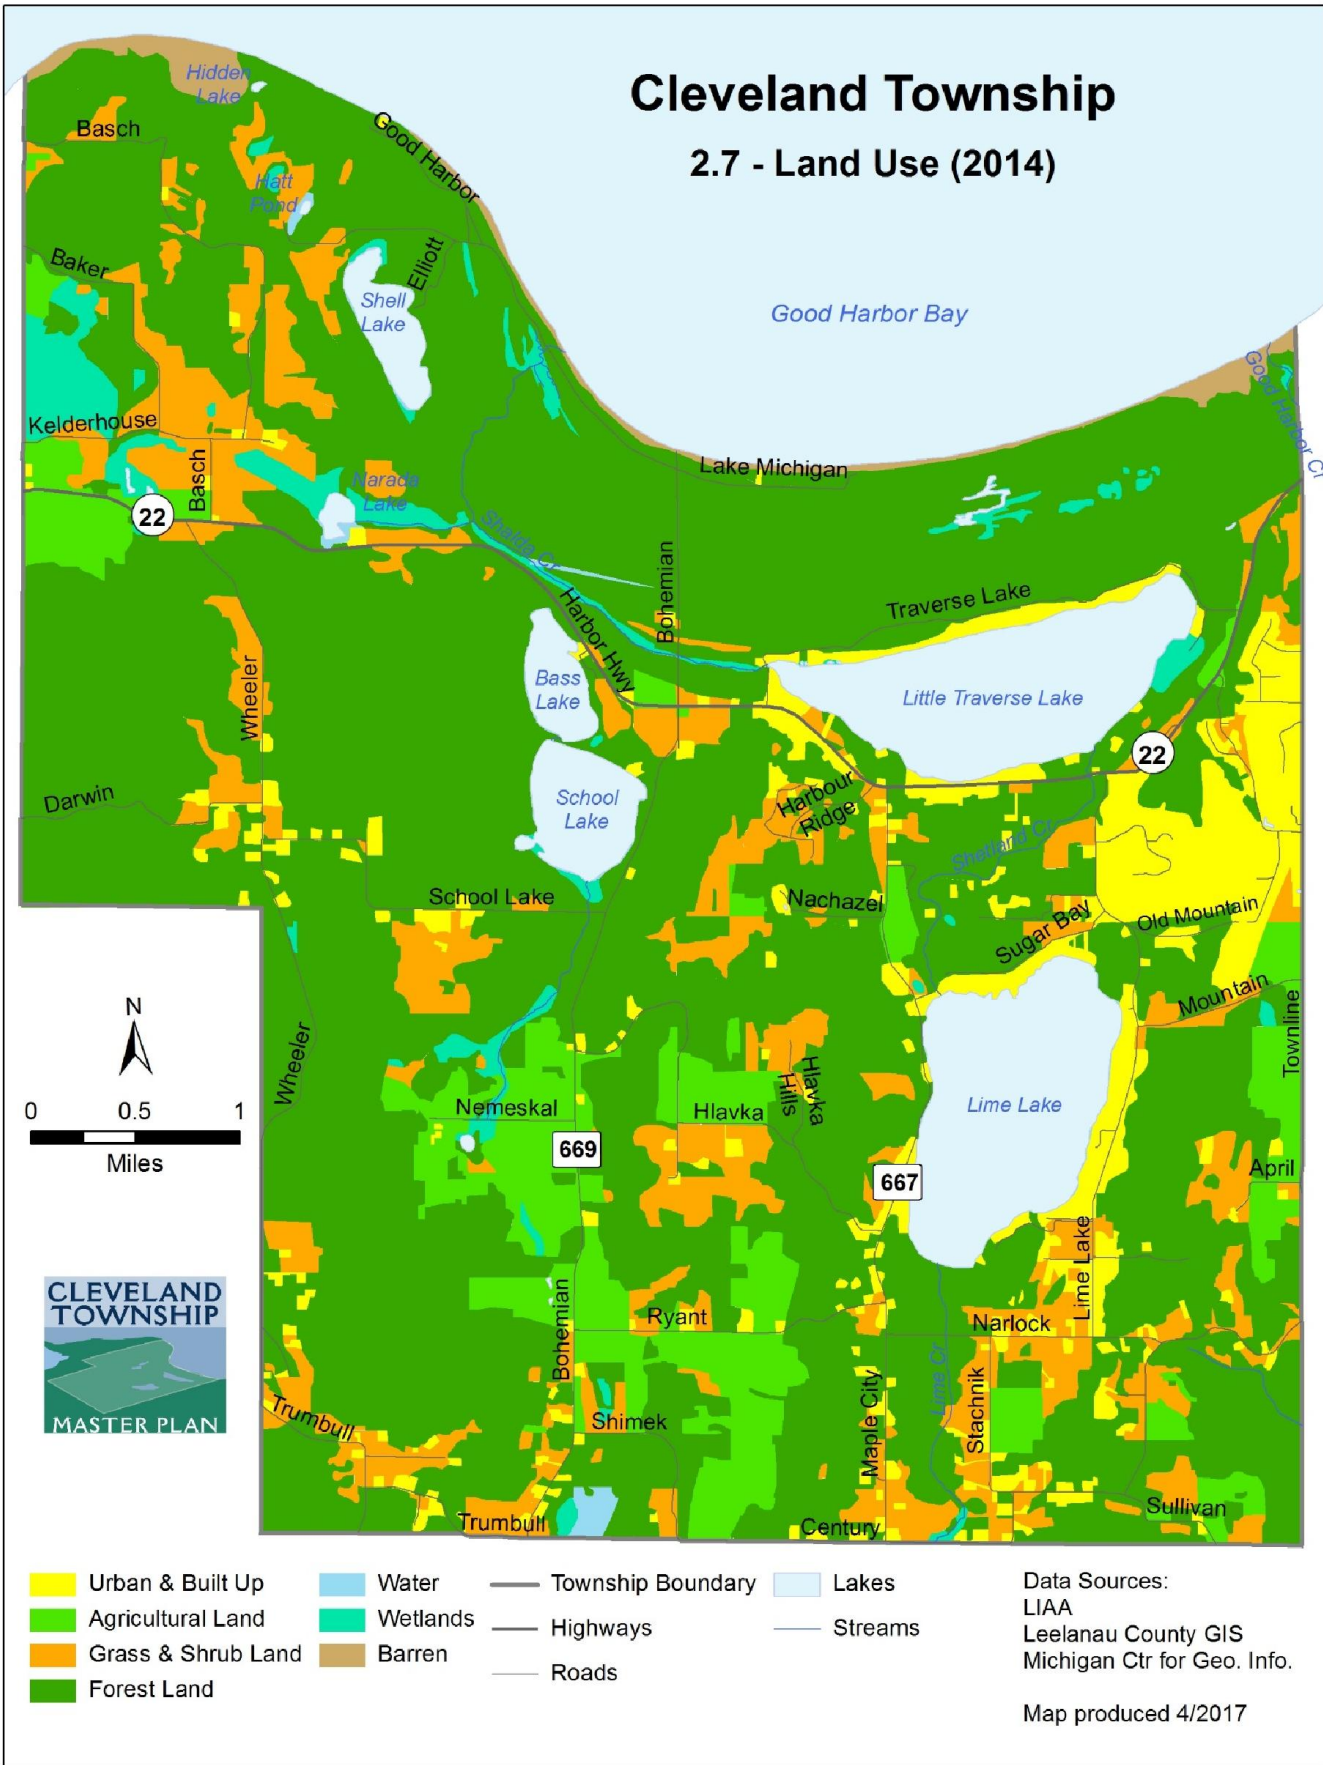 Cleveland Township
2.7 - Land Use (2014)
Hidden
Lake
Basch
Good Harbor
Hatt
Pond
Baker
Elliott
Shell
Lake
Good Harbor Bay
Good Harbor Cr
Kelderhouse
Basch
Narada
Lake
Lake Michigan
22
Shalda Cr
Bohemian
Harbor Hwy
Traverse Lake
Wheeler
Bass
Lake
Little Traverse Lake
22
Darwin
School
Lake
Harbour
Ridge
Shetland Cr
School Lake
Nachazel
Sugar Bay
Old Mountain
Mountain
Townline
N
0 0.5 1
Miles
Wheeler
Nemeskal
669
Hlavka
Hlavka
Hills
Lime Lake
667
April
CLEVELAND
TOWNSHIP
MASTER PLAN
Bohemian
Ryant
Lime Lake
Narlock
Trumbull
Shimek
Maple City
Lime Cr
Stachnik
Trumbull
Century
Sullivan
Urban & Built Up
Agricultural Land
Grass & Shrub Land
Forest Land
Water
Wetlands
Barren
Township Boundary
Highways
Roads
Lakes
Streams
Data Sources:
LIAA
Leelanau County GIS
Michigan Ctr for Geo. Info.
Map produced 4/2017